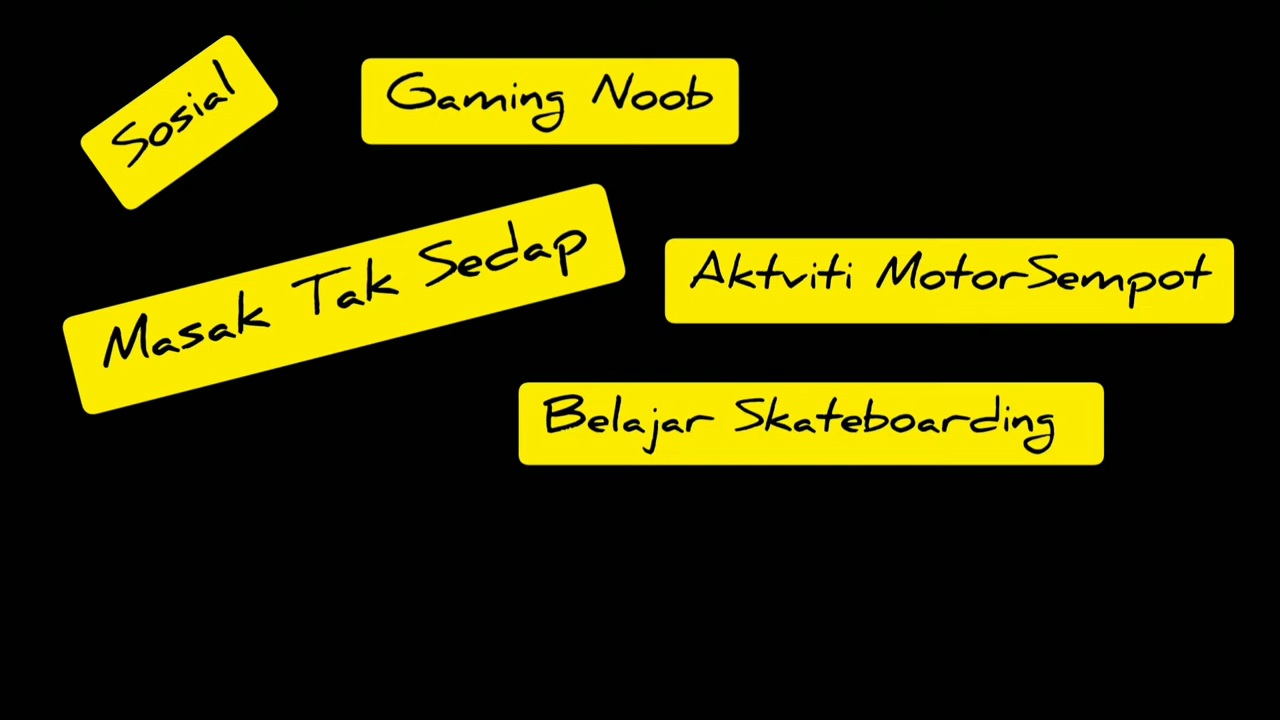 Sosial
Gaming Noob
Masak Tak Sedap
Aktviti MotorSempot
Belajar Skateboarding